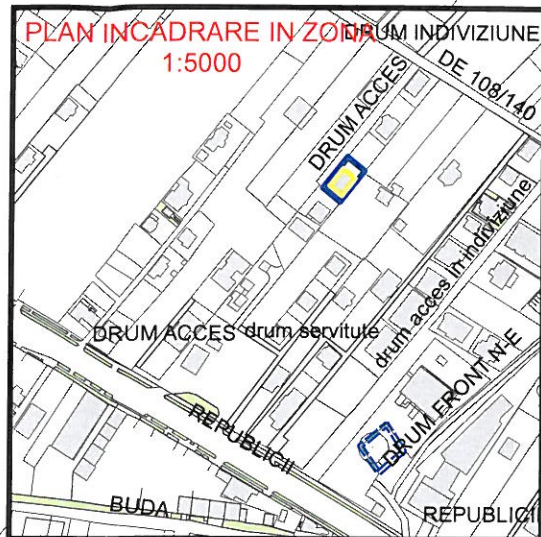 PLAN INCADRARE IN ZONA
1:5000
DRUM INDIVIZIUNE
DE 108/140
DRUM ACCES
drum acces in indiviziune
DRUM ACCES
drum servitute
DRUM FRONT N-E
REPUBLICII
BUDA
REPUBLICII